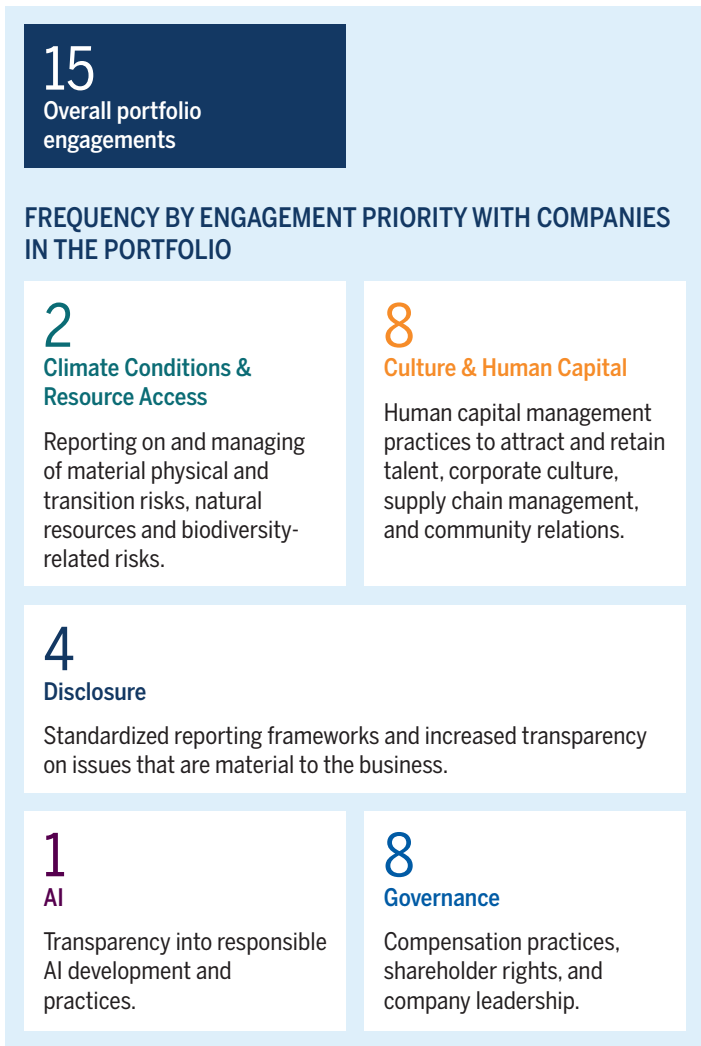 15
Overall portfolio
engagements
FREQUENCY BY ENGAGEMENT PRIORITY WITH COMPANIES
IN THE PORTFOLIO
2
Climate Conditions &
Resource Access
Reporting on and managing
of material physical and
transition risks, natural
resources and biodiversity-
related risks.
8
Culture & Human Capital
Human capital management
practices to attract and retain
talent, corporate culture,
supply chain management,
and community relations.
4
Disclosure
Standardized reporting frameworks and increased transparency
on issues that are material to the business.
1
AI
Transparency into responsible
AI development and
practices.
8
Governance
Compensation practices,
shareholder rights, and
company leadership.